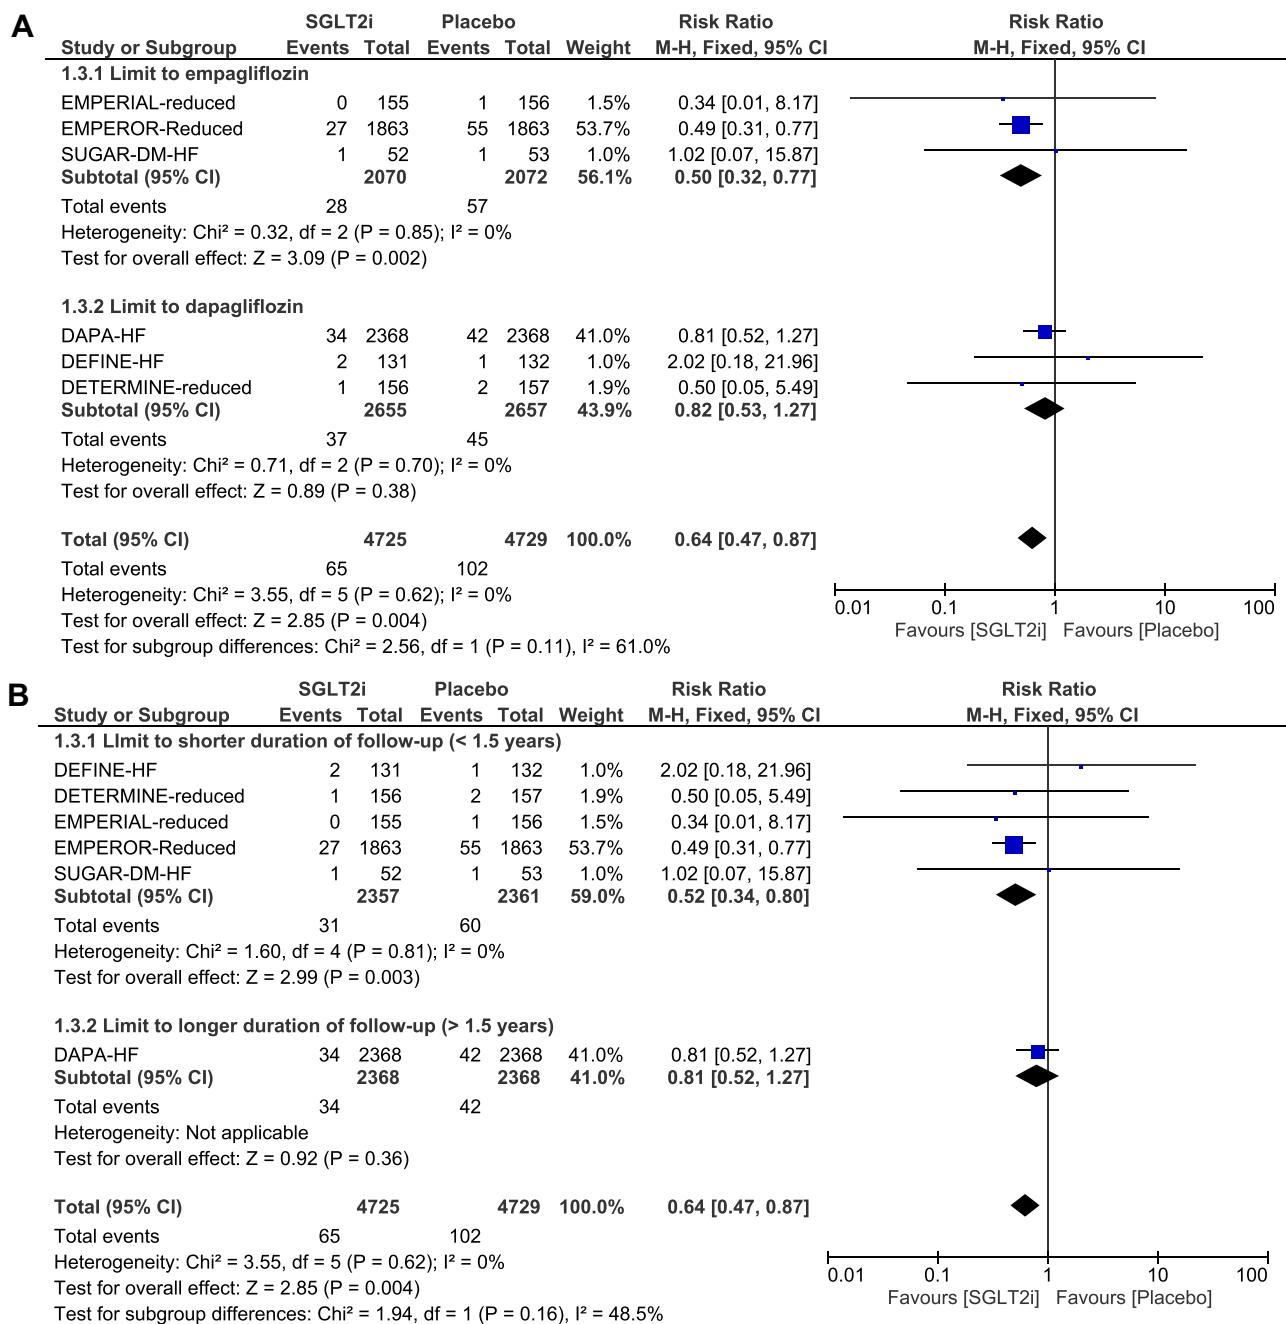 A
SGLT2i Placebo Risk Ratio Risk Ratio
Study or Subgroup Events Total Events Total Weight M-H, Fixed, 95% CI M-H, Fixed, 95% CI
1.3.1 Limit to empagliflozin
EMPERIAL-reduced 0 155 1 156 1.5% 0.34 [0.01, 8.17]
EMPEROR-Reduced 27 1863 55 1863 53.7% 0.49 [0.31, 0.77]
SUGAR-DM-HF 1 52 1 53 1.0% 1.02 [0.07, 15.87]
Subtotal (95% CI) 2070 2072 56.1% 0.50 [0.32, 0.77]
Total events 28 57
Heterogeneity: Chi² = 0.32, df = 2 (P = 0.85); I² = 0%
Test for overall effect: Z = 3.09 (P = 0.002)
1.3.2 Limit to dapagliflozin
DAPA-HF 34 2368 42 2368 41.0% 0.81 [0.52, 1.27]
DEFINE-HF 2 131 1 132 1.0% 2.02 [0.18, 21.96]
DETERMINE-reduced 1 156 2 157 1.9% 0.50 [0.05, 5.49]
Subtotal (95% CI) 2655 2657 43.9% 0.82 [0.53, 1.27]
Total events 37 45
Heterogeneity: Chi² = 0.71, df = 2 (P = 0.70); I² = 0%
Test for overall effect: Z = 0.89 (P = 0.38)
Total (95% CI) 4725 4729 100.0% 0.64 [0.47, 0.87]
Total events 65 102
Heterogeneity: Chi² = 3.55, df = 5 (P = 0.62); I² = 0%
Test for overall effect: Z = 2.85 (P = 0.004)
Test for subgroup differences: Chi² = 2.56, df = 1 (P = 0.11), I² = 61.0%
0.01 0.1 1 10 100
Favours [SGLT2i] Favours [Placebo]
B
SGLT2i Placebo Risk Ratio Risk Ratio
Study or Subgroup Events Total Events Total Weight M-H, Fixed, 95% CI M-H, Fixed, 95% CI
1.3.1 LImit to shorter duration of follow-up (< 1.5 years)
DEFINE-HF 2 131 1 132 1.0% 2.02 [0.18, 21.96]
DETERMINE-reduced 1 156 2 157 1.9% 0.50 [0.05, 5.49]
EMPERIAL-reduced 0 155 1 156 1.5% 0.34 [0.01, 8.17]
EMPEROR-Reduced 27 1863 55 1863 53.7% 0.49 [0.31, 0.77]
SUGAR-DM-HF 1 52 1 53 1.0% 1.02 [0.07, 15.87]
Subtotal (95% CI) 2357 2361 59.0% 0.52 [0.34, 0.80]
Total events 31 60
Heterogeneity: Chi² = 1.60, df = 4 (P = 0.81); I² = 0%
Test for overall effect: Z = 2.99 (P = 0.003)
1.3.2 Limit to longer duration of follow-up (> 1.5 years)
DAPA-HF 34 2368 42 2368 41.0% 0.81 [0.52, 1.27]
Subtotal (95% CI) 2368 2368 41.0% 0.81 [0.52, 1.27]
Total events 34 42
Heterogeneity: Not applicable
Test for overall effect: Z = 0.92 (P = 0.36)
Total (95% CI) 4725 4729 100.0% 0.64 [0.47, 0.87]
Total events 65 102
Heterogeneity: Chi² = 3.55, df = 5 (P = 0.62); I² = 0%
Test for overall effect: Z = 2.85 (P = 0.004)
Test for subgroup differences: Chi² = 1.94, df = 1 (P = 0.16), I² = 48.5%
0.01 0.1 1 10 100
Favours [SGLT2i] Favours [Placebo]